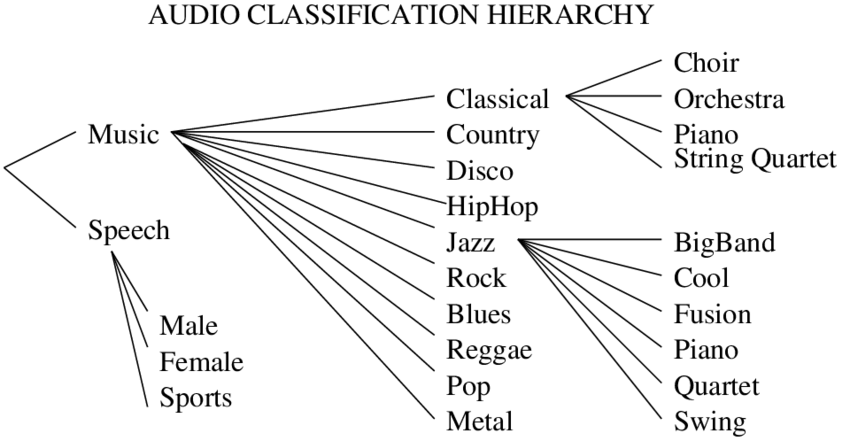 AUDIO CLASSIFICATION HIERARCHY
Music
Speech
Male
Female
Sports
Classical
Country
Disco
HipHop
Jazz
Rock
Blues
Reggae
Pop
Metal
Choir
Orchestra
Piano
String Quartet
BigBand
Cool
Fusion
Piano
Quartet
Swing